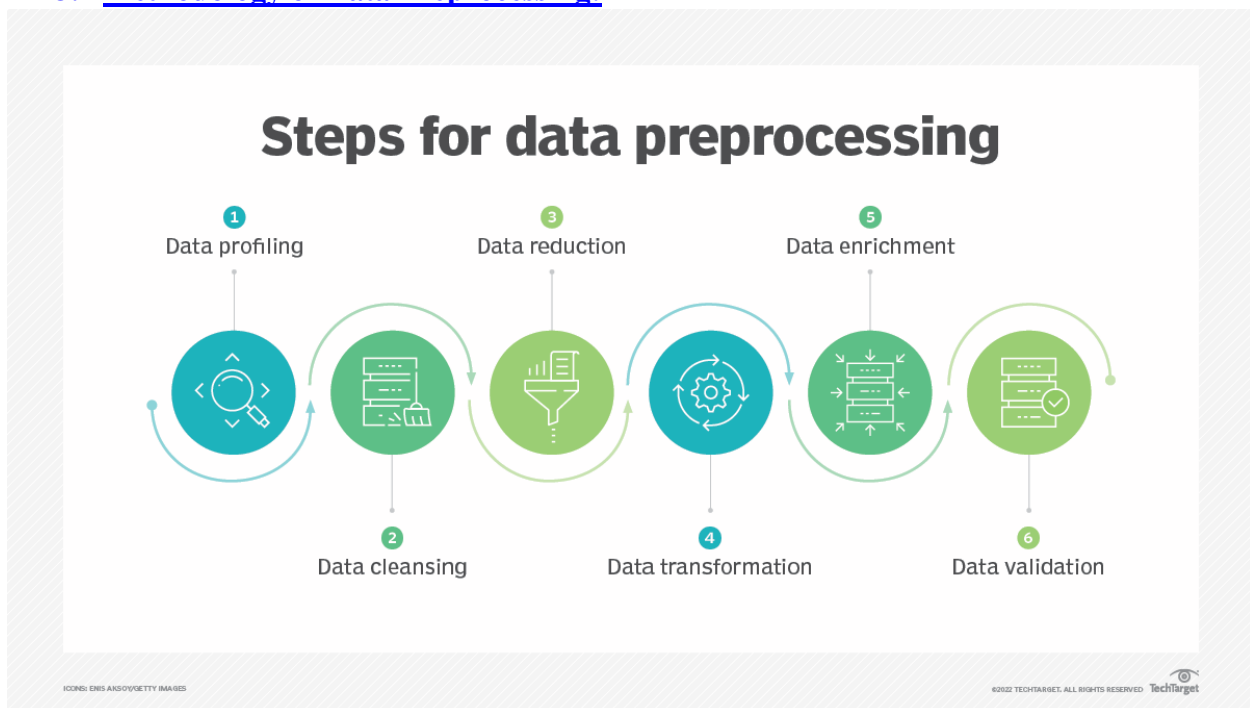 Steps for data preprocessing
1
Data profiling
3
Data reduction
5
Data enrichment
2
Data cleansing
4
Data transformation
6
Data validation
ICONS: ENIS AKSOY/GETTY IMAGES
©2022 TECHTARGET. ALL RIGHTS RESERVED TechTarget